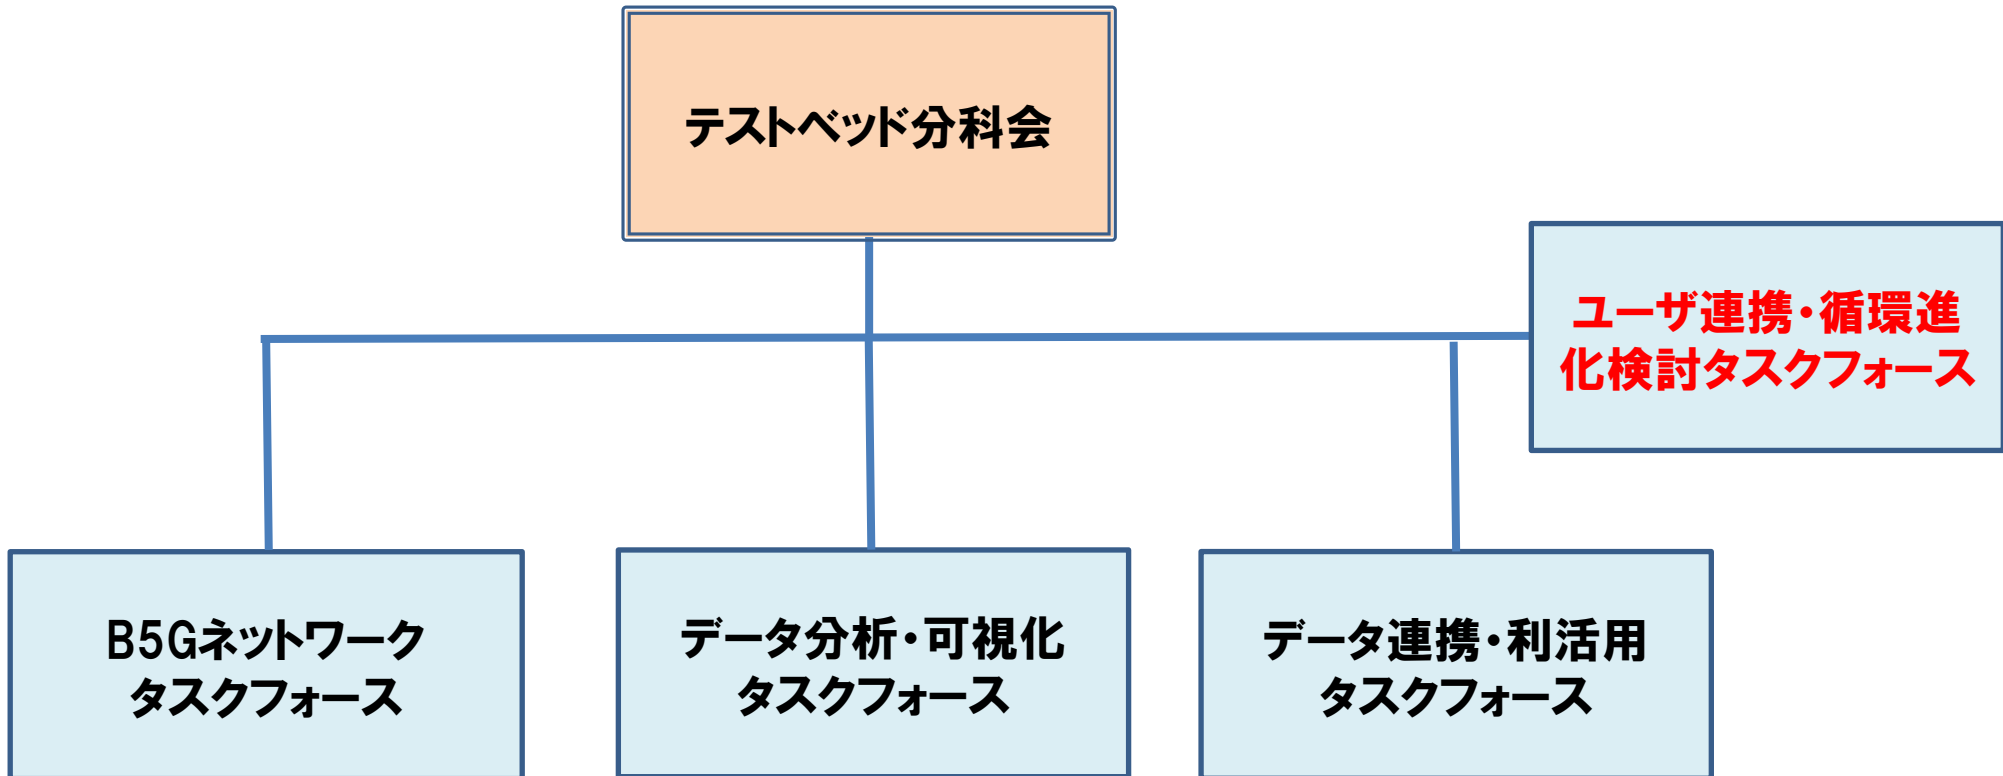 テストベッド分科会
ユーザ連携・循環進
化検討タスクフォース
B5Gネットワーク
タスクフォース
データ分析・可視化
タスクフォース
データ連携・利活用
タスクフォース